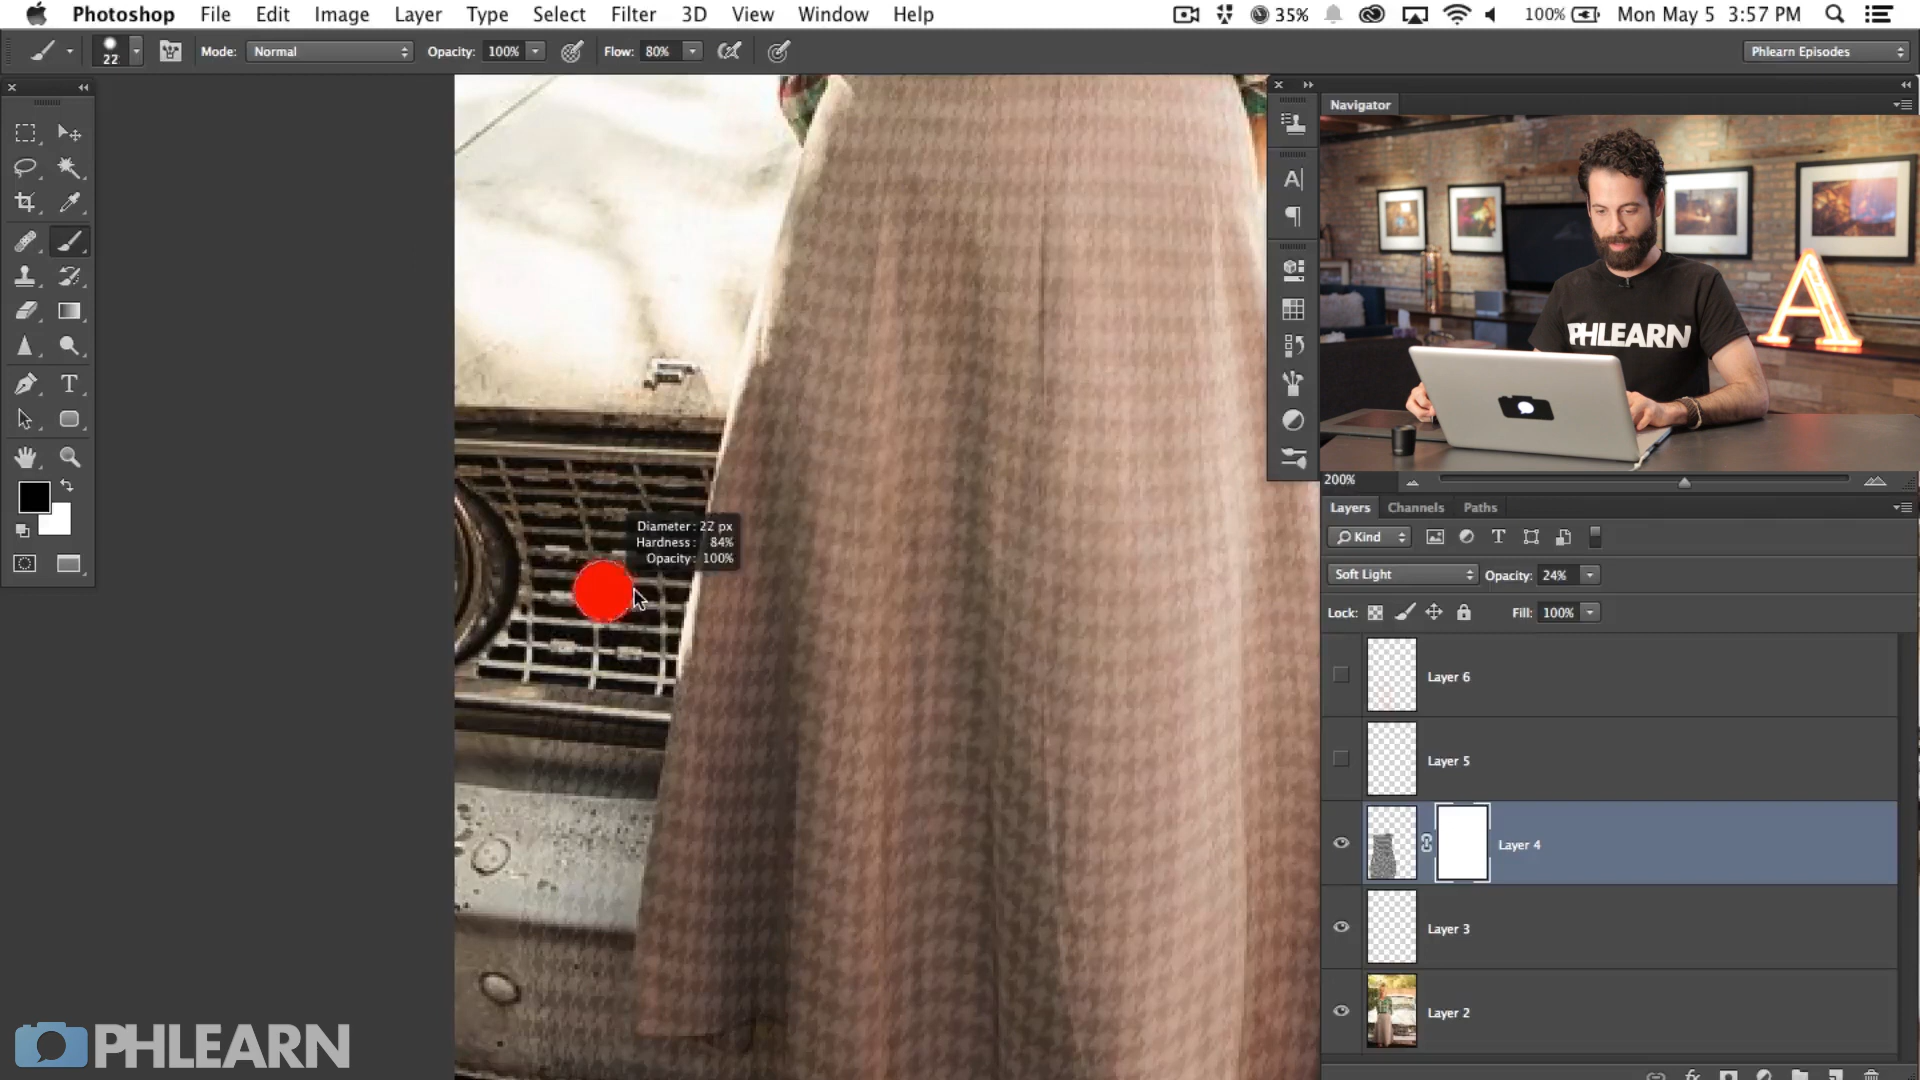 Photoshop File Edit Image Layer Type Select Filter 3D View Window Help 35% 100% Mon May 5 3:57 PM
22 Mode: Normal Opacity: 100% Flow: 80% Phlearn Episodes
Navigator
PHLEARN
A
Diameter: 22 px
Hardness: 84%
Opacity: 100%
200%
Layers Channels Paths
Kind
Soft Light Opacity: 24%
Lock: Fill: 100%
Layer 6
Layer 5
Layer 4
Layer 3
Layer 2
PHLEARN